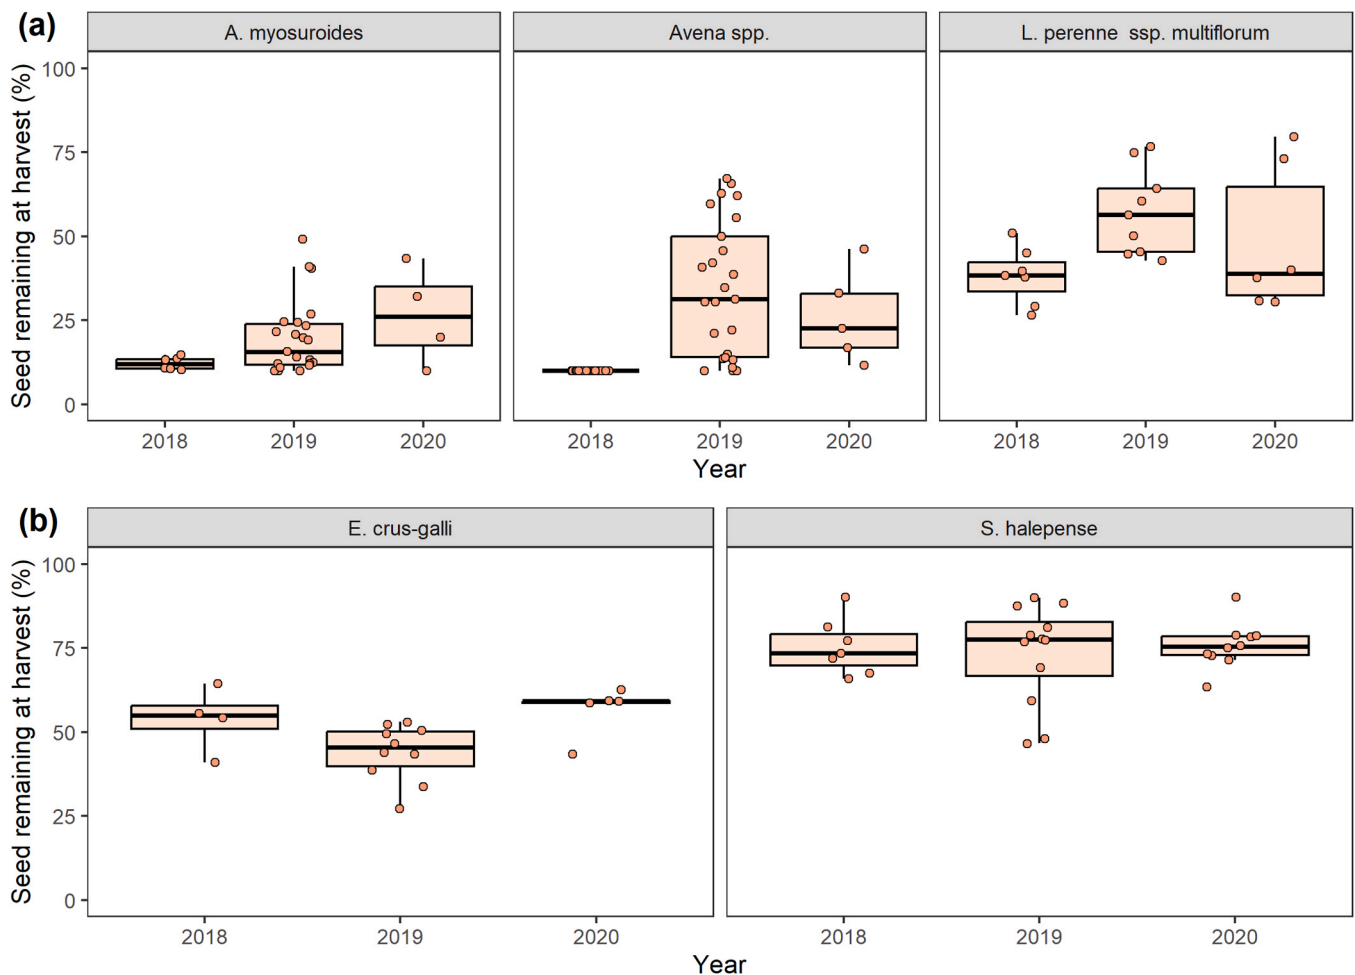 (a)
A. myosuroides
Avena spp.
L. perenne ssp. multiflorum
Seed remaining at harvest (%)
100
75
50
25
0
2018 2019 2020
2018 2019 2020
2018 2019 2020
Year
(b)
E. crus-galli
S. halepense
Seed remaining at harvest (%)
100
75
50
25
0
2018 2019 2020
2018 2019 2020
Year